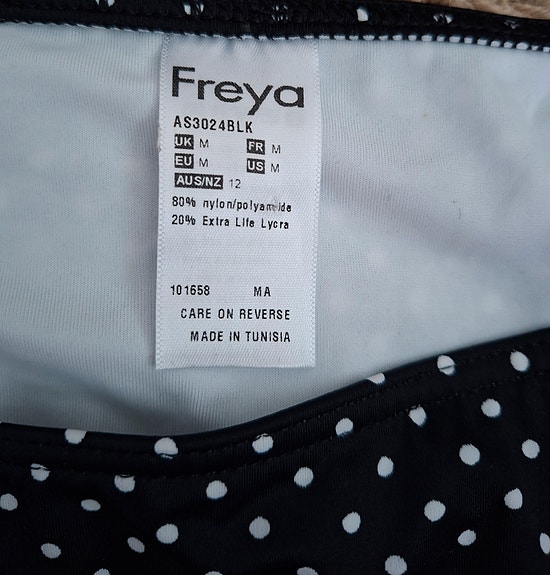 Freya
AS3024BLK
UK M FR M
EU M US M
AUS/NZ 12
80% nylon/polyamide
20% Extra Life Lycra
101658 MA
CARE ON REVERSE
MADE IN TUNISIA